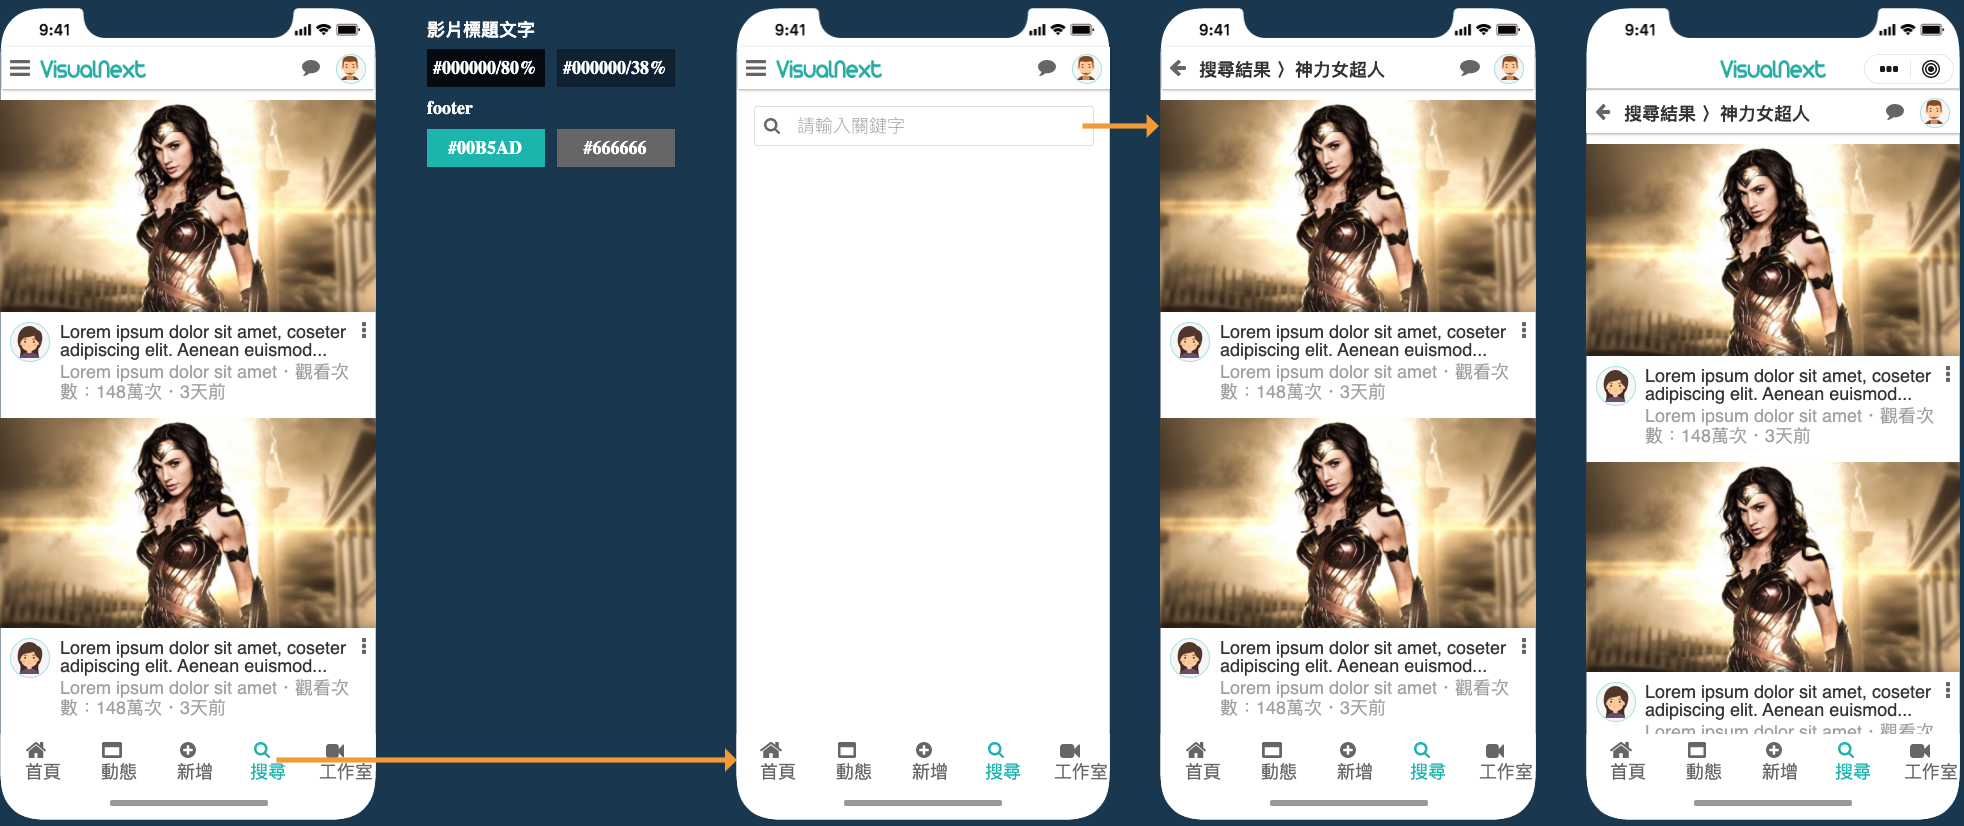 9:41
VisualNext
Lorem ipsum dolor sit amet, coseter
adipiscing elit. Aenean euismod...
Lorem ipsum dolor sit amet・觀看次
數：148萬次・3天前
Lorem ipsum dolor sit amet, coseter
adipiscing elit. Aenean euismod...
Lorem ipsum dolor sit amet・觀看次
數：148萬次・3天前
首頁 動態 新增 搜尋 工作室
影片標題文字
#000000/80% #000000/38%
footer
#00B5AD #666666
9:41
VisualNext
請輸入關鍵字
首頁 動態 新增 搜尋 工作室
9:41
搜尋結果 〉神力女超人
Lorem ipsum dolor sit amet, coseter
adipiscing elit. Aenean euismod...
Lorem ipsum dolor sit amet・觀看次
數：148萬次・3天前
Lorem ipsum dolor sit amet, coseter
adipiscing elit. Aenean euismod...
Lorem ipsum dolor sit amet・觀看次
數：148萬次・3天前
首頁 動態 新增 搜尋 工作室
9:41
VisualNext
搜尋結果 〉神力女超人
Lorem ipsum dolor sit amet, coseter
adipiscing elit. Aenean euismod...
Lorem ipsum dolor sit amet・觀看次
數：148萬次・3天前
Lorem ipsum dolor sit amet, coseter
adipiscing elit. Aenean euismod...
Lorem ipsum dolor sit amet・觀看次
首頁 動態 新增 搜尋 工作室